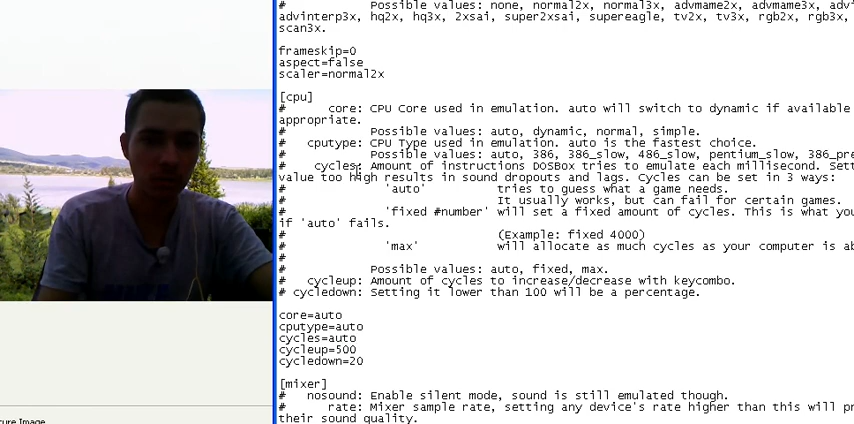 #            Possible values: none, normal2x, normal3x, advmame2x, advmame3x,
advinterp3x, hq2x, hq3x, 2xsai, super2xsai, supereagle, tv2x, tv3x, rgb2x, rgb3x,
scan3x.
frameskip=0
aspect=false
scaler=normal2x
[cpu]
#      core: CPU Core used in emulation. auto will switch to dynamic if available
appropriate.
#            Possible values: auto, dynamic, normal, simple.
#   cputype: CPU Type used in emulation. auto is the fastest choice.
#            Possible values: auto, 386, 386_slow, 486_slow, pentium_slow,
#    cycles: Amount of instructions DOSBox tries to emulate each millisecond.
value too high results in sound dropouts and lags. Cycles can be set in 3 ways:
#              'auto'          tries to guess what a game needs.
#                              It usually works, but can fail for certain games.
#              'fixed #number' will set a fixed amount of cycles. This is what
if 'auto' fails.
#                              (Example: fixed 4000)
#              'max'           will allocate as much cycles as your computer is
#
#            Possible values: auto, fixed, max.
#   cycleup: Amount of cycles to increase/decrease with keycombo.
# cycledown: Setting it lower than 100 will be a percentage.
core=auto
cputype=auto
cycles=auto
cycleup=500
cycledown=20
[mixer]
#   nosound: Enable silent mode, sound is still emulated though.
#      rate: Mixer sample rate, setting any device's rate higher than this will
their sound quality.
Image